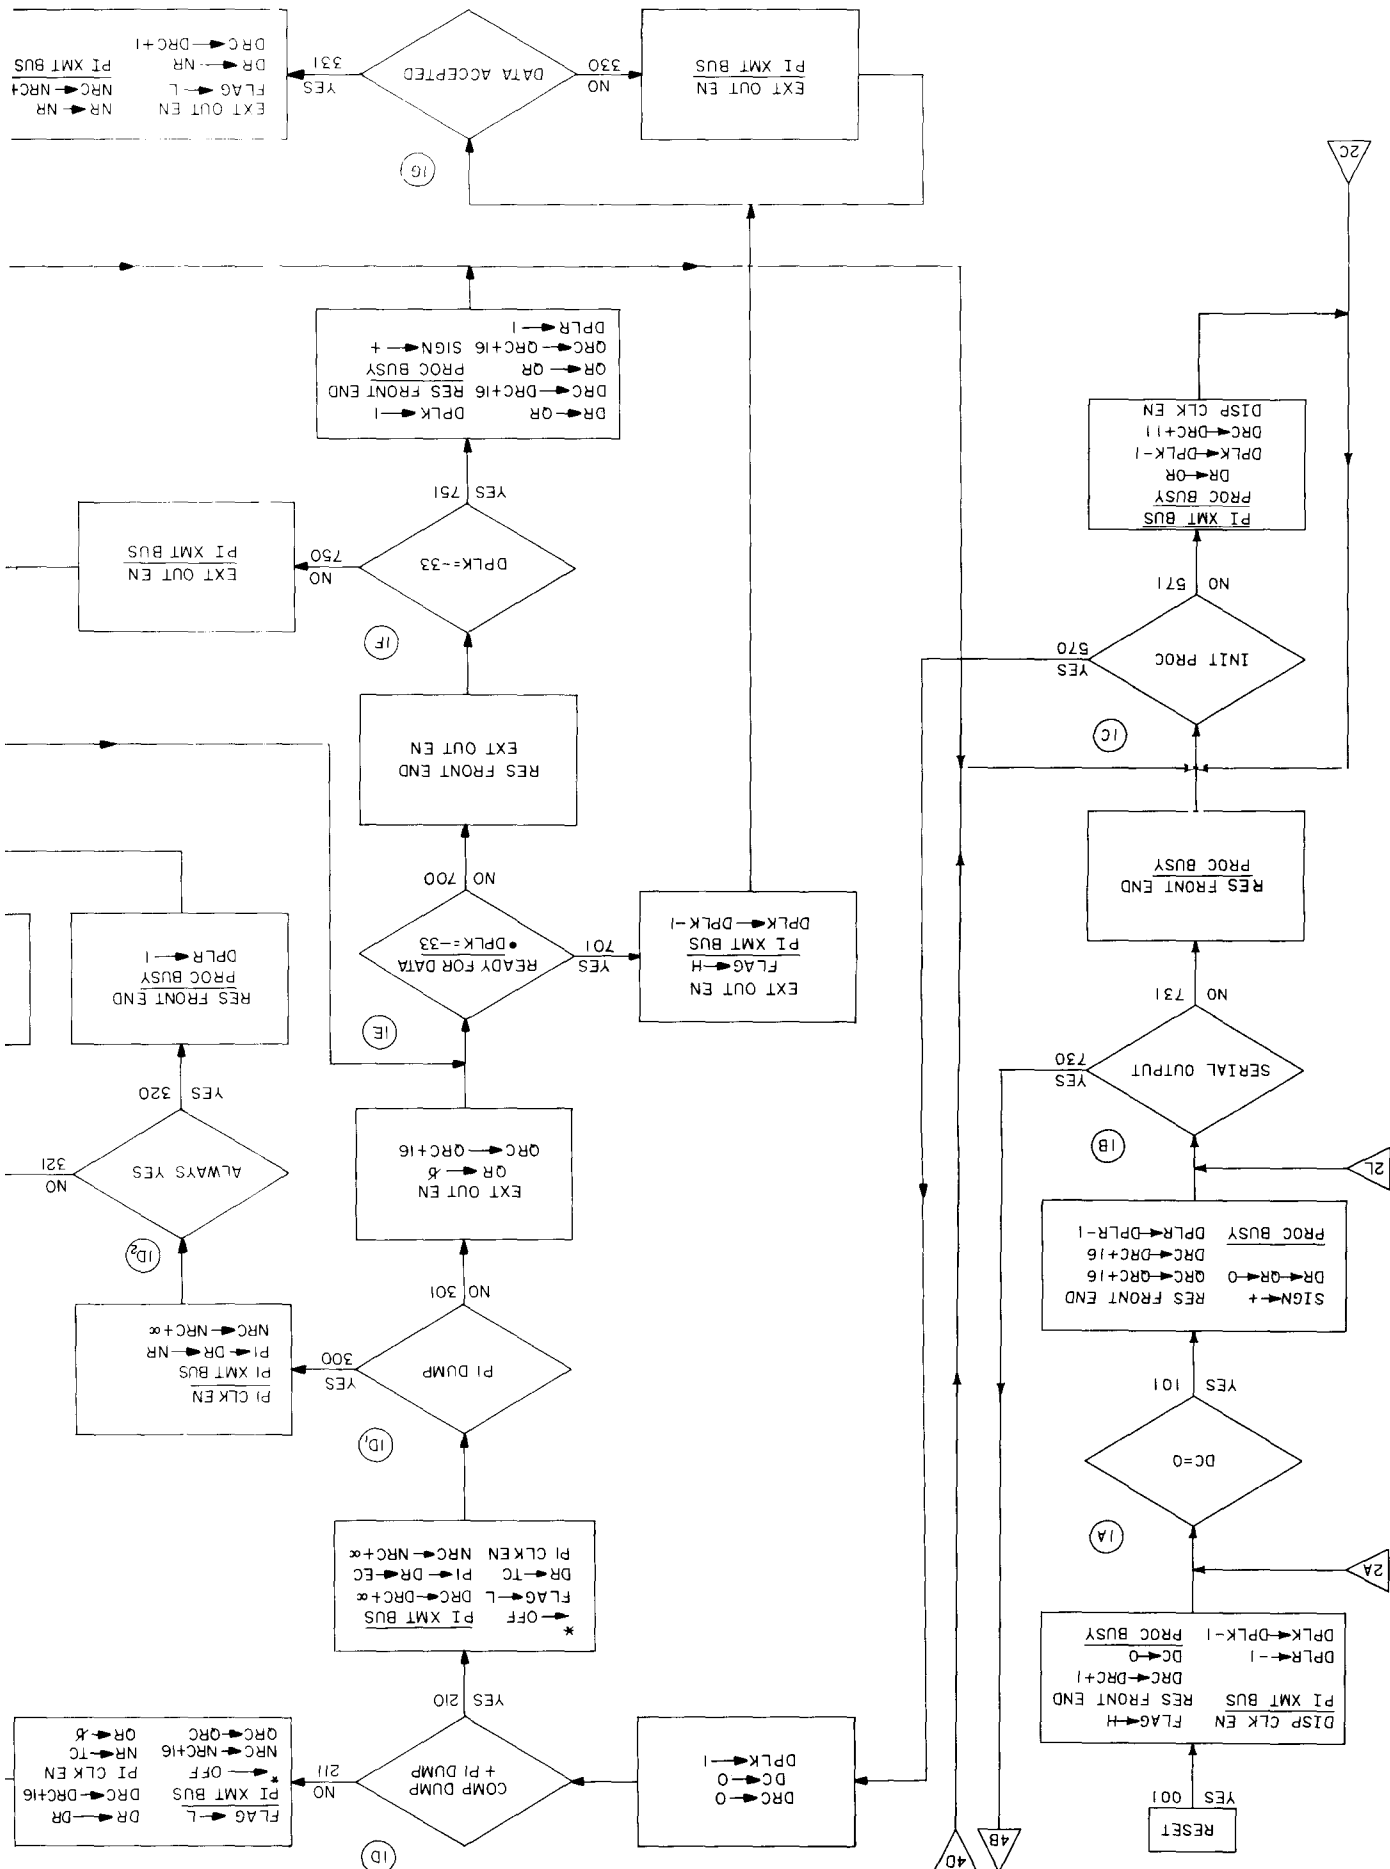 RESET
YES 001
4B
4D
DISP CLK EN FLAG→H
PI XMT BUS RES FRONT END
DRC→DRC+1
DPLR→-1 DC→0
DPLK→DPLK-1 PROC BUSY
2A
1A
DC=0
YES 101
SIGN→+ RES FRONT END
DR→QR→0 QRC→QRC+16
DRC→DRC+16
PROC BUSY DPLR→DPLR-1
2L
1B
SERIAL OUTPUT
YES
730
NO 731
RES FRONT END
PROC BUSY
1C
INIT PROC
YES
570
NO 571
PI XMT BUS
PROC BUSY
DR→QR
DPLK→DPLK-1
DRC→DRC+11
DISP CLK EN
2C
DRC→0
DC→0
DPLK→-1
1D
COMP DUMP
+ PI DUMP
NO
211
YES 210
FLAG→L DR→DR
PI XMT BUS DRC→DRC+16
*→OFF PI CLK EN
NRC→NRC+16 NR→TC
QRC→QRC QR→ƀ
*→OFF PI XMT BUS
FLAG→L DRC→DRC+∝
DR→TC PI→DR→EC
PI CLKEN NRC→NRC+∝
1D₁
PI DUMP
YES
300
NO 301
PI CLKEN
PI XMT BUS
PI→DR→NR
NRC→NRC+∝
1D₂
ALWAYS YES
NO
321
YES 320
RES FRONT END
PROC BUSY
DPLR→-1
EXT OUT EN
QR→ƀ
QRC→QRC+16
1E
READY FOR DATA
•DPLK=-33
YES
701
NO 700
EXT OUT EN
FLAG→H
PI XMT BUS
DPLK→DPLK-1
RES FRONT END
EXT OUT EN
1F
DPLK=-33
NO
750
YES 751
EXT OUT EN
PI XMT BUS
DR→QR DPLK→-1
DRC→DRC+16 RES FRONT END
QR→QR PROC BUSY
QRC→QRC+16 SIGN→+
DPLR→-1
1G
DATA ACCEPTED
NO
330
YES
331
EXT OUT EN
PI XMT BUS
EXT OUT EN NR→NR
FLAG→L NRC→NRC+
DR→NR PI XMT BUS
DRC→DRC+1